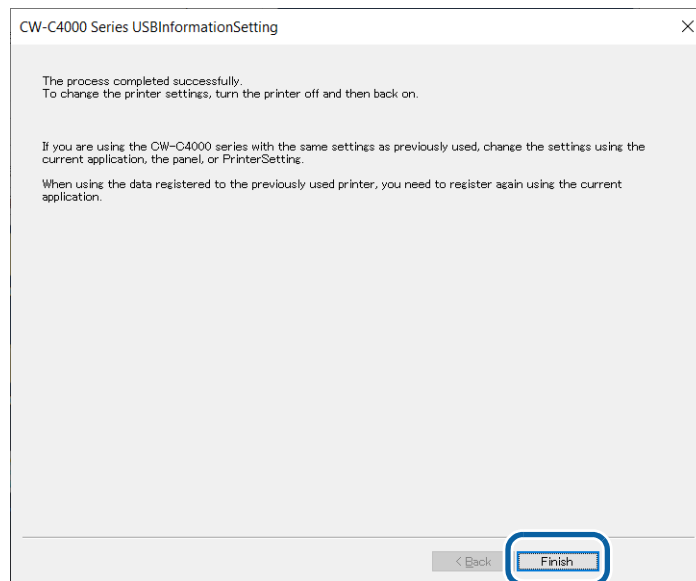 CW-C4000 Series USBInformationSetting
The process completed successfully.
To change the printer settings, turn the printer off and then back on.
If you are using the CW-C4000 series with the same settings as previously used, change the settings using the
current application, the panel, or PrinterSetting.
When using the data registered to the previously used printer, you need to register again using the current
application.
< Back
Finish